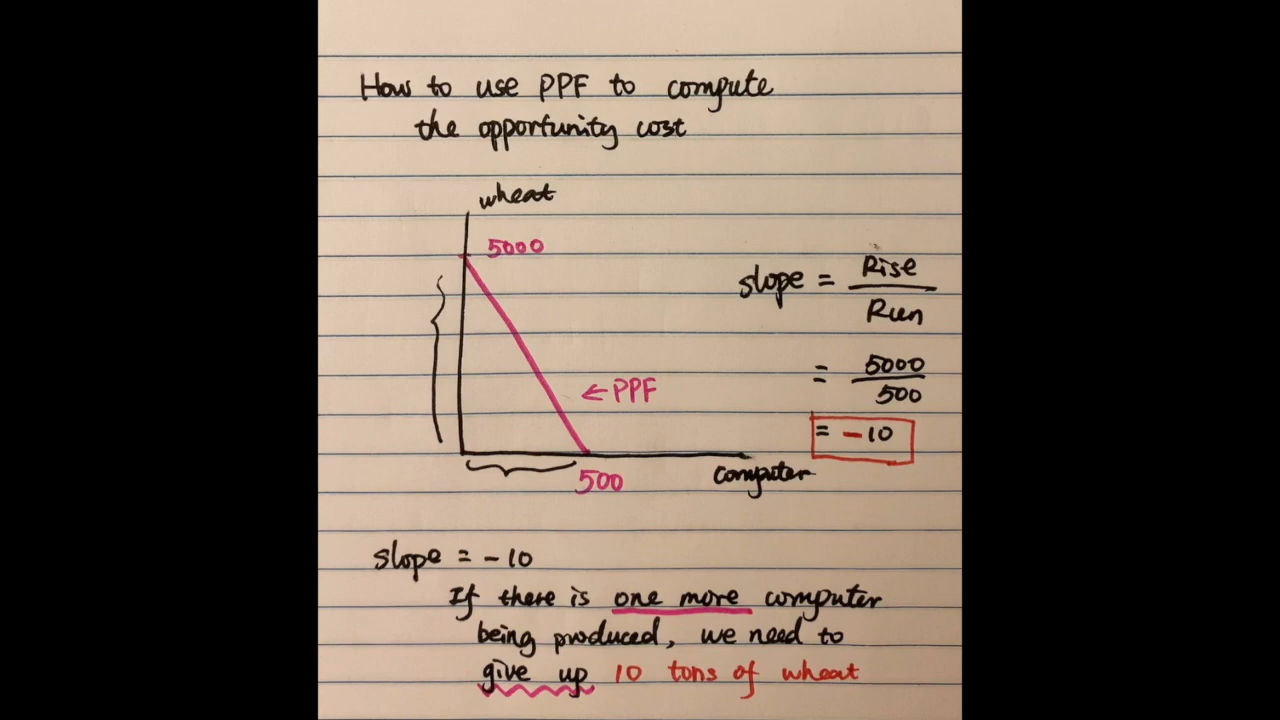 How to use PPF to compute
the opportunity cost
wheat
5000
slope = Rise
Run
= 5000
500
← PPF
= -10
computer
500
slope = -10
If there is one more computer
being produced, we need to
give up 10 tons of wheat